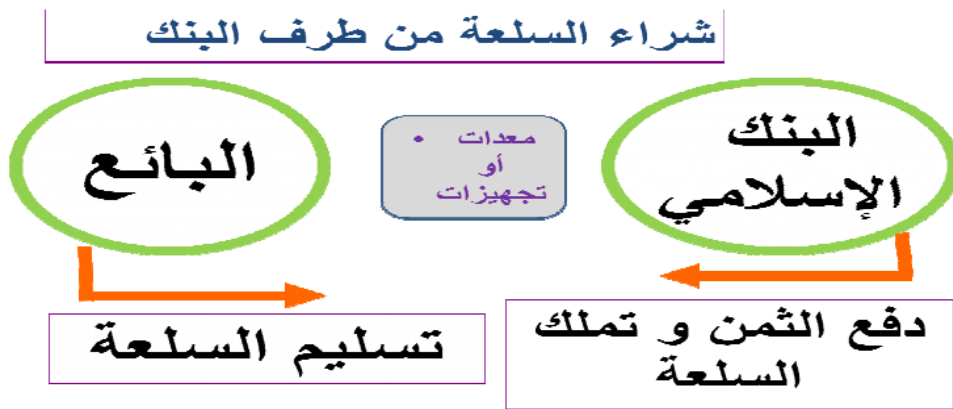 شراء السلعة من طرف البنك
البنك
الإسلامي
• معدات
أو
تجهيزات
البائع
دفع الثمن و تملك
السلعة
تسليم السلعة